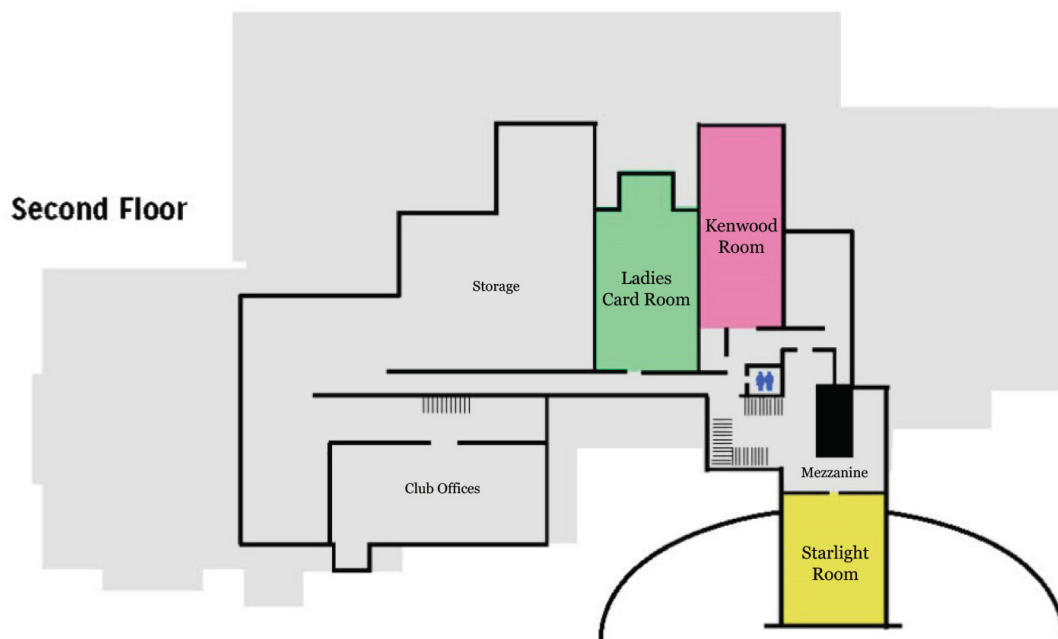 Second Floor
Kenwood
Room
Ladies
Card Room
Storage
Mezzanine
Club Offices
Starlight
Room